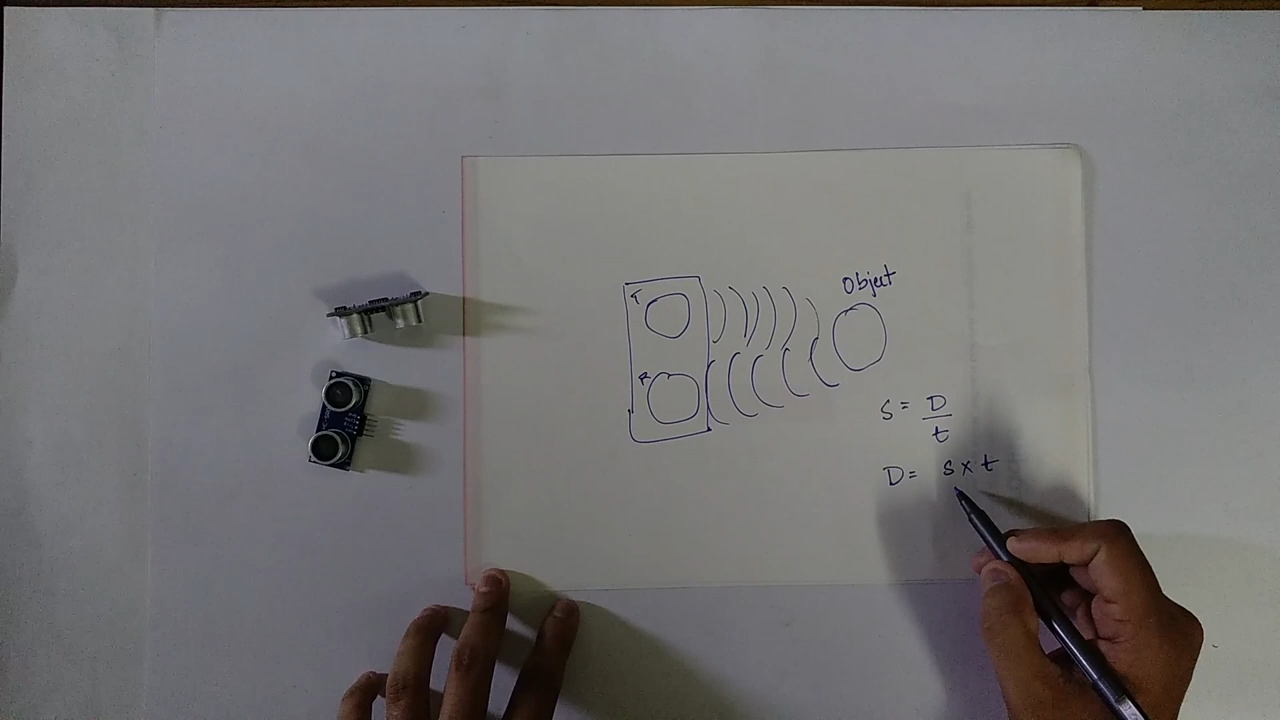 Object
T
R
S = D / t
D = S x t